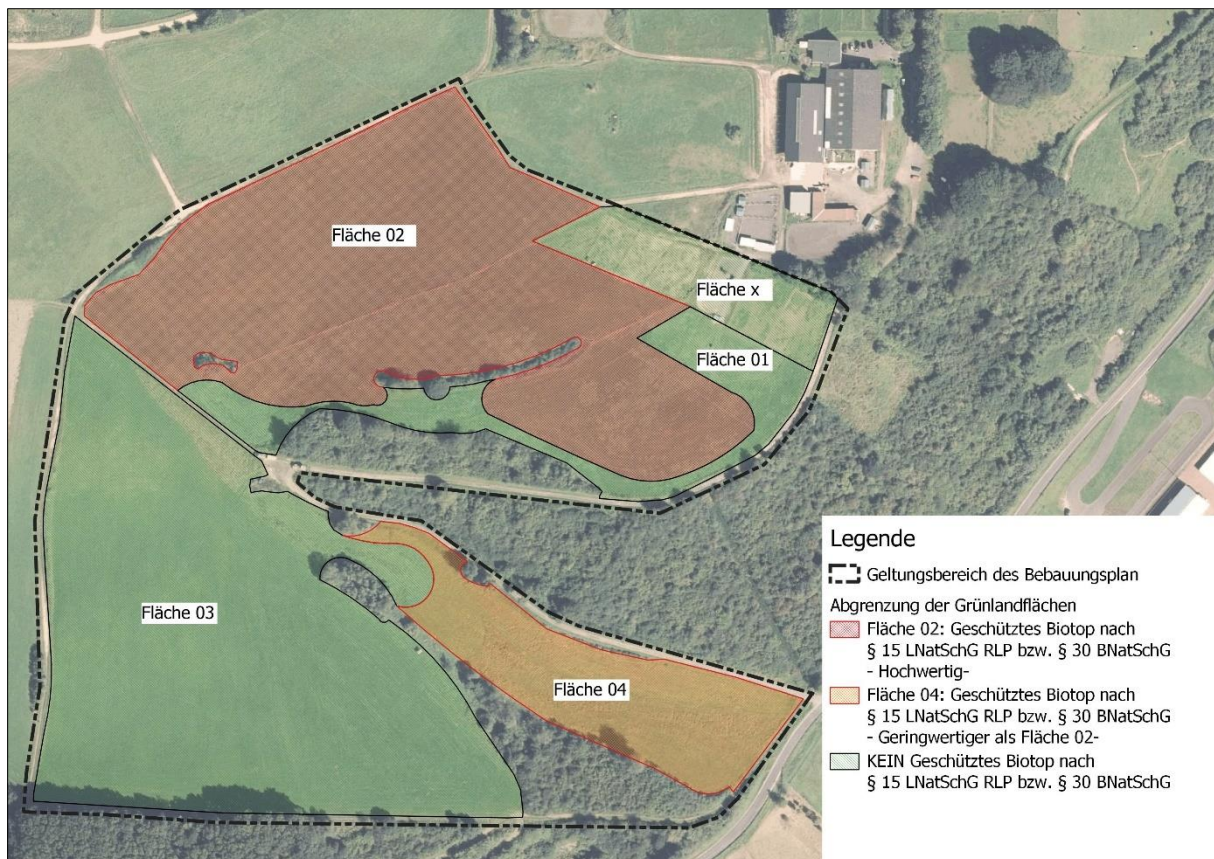 Fläche 02
Fläche x
Fläche 01
Fläche 03
Fläche 04
Legende
Geltungsbereich des Bebauungsplan
Abgrenzung der Grünlandflächen
Fläche 02: Geschütztes Biotop nach
§ 15 LNatSchG RLP bzw. § 30 BNatSchG
- Hochwertig-
Fläche 04: Geschütztes Biotop nach
§ 15 LNatSchG RLP bzw. § 30 BNatSchG
- Geringwertiger als Fläche 02-
KEIN Geschütztes Biotop nach
§ 15 LNatSchG RLP bzw. § 30 BNatSchG